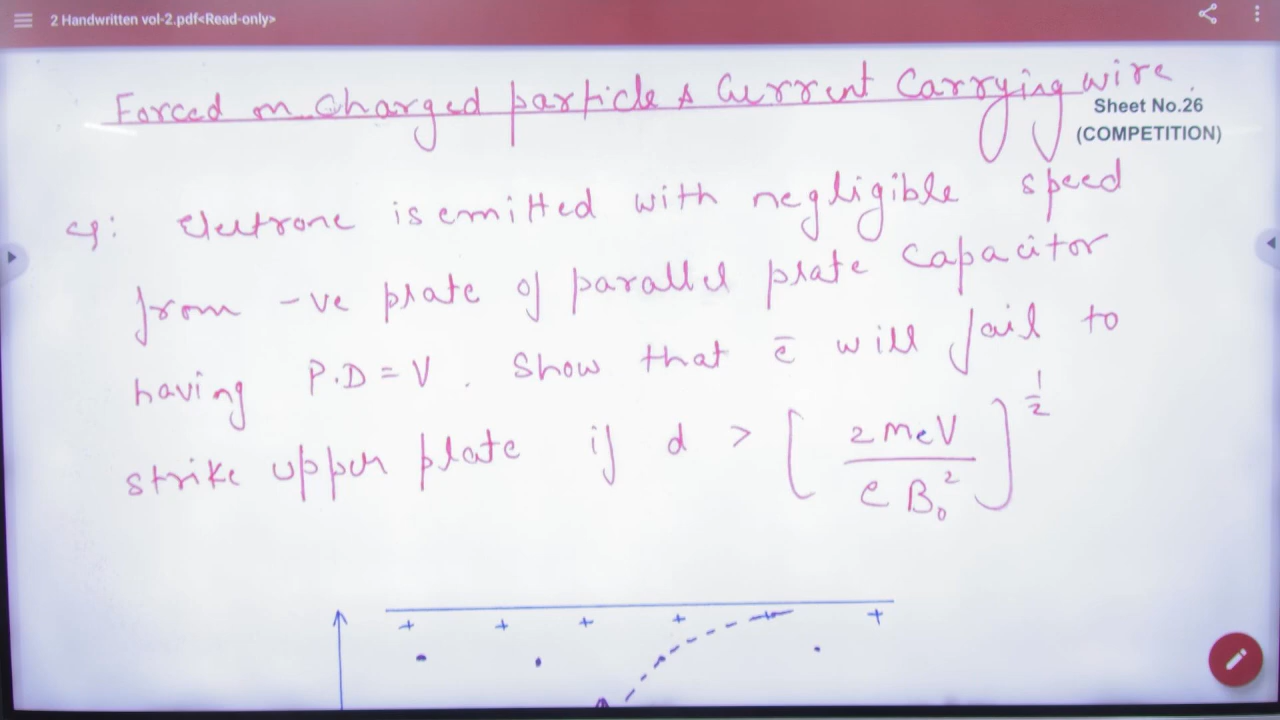 2 Handwritten vol-2.pdf<Read-only>
Forced on charged particle & Current Carrying wire
Sheet No.26
(COMPETITION)
eg: Electrone is emitted with negligible speed
from -ve plate of parallel plate capacitor
having P.D = V. Show that e̅ will fail to
strike upper plate if d > [2meV / eB₀²]^1/2
+ + + + + +